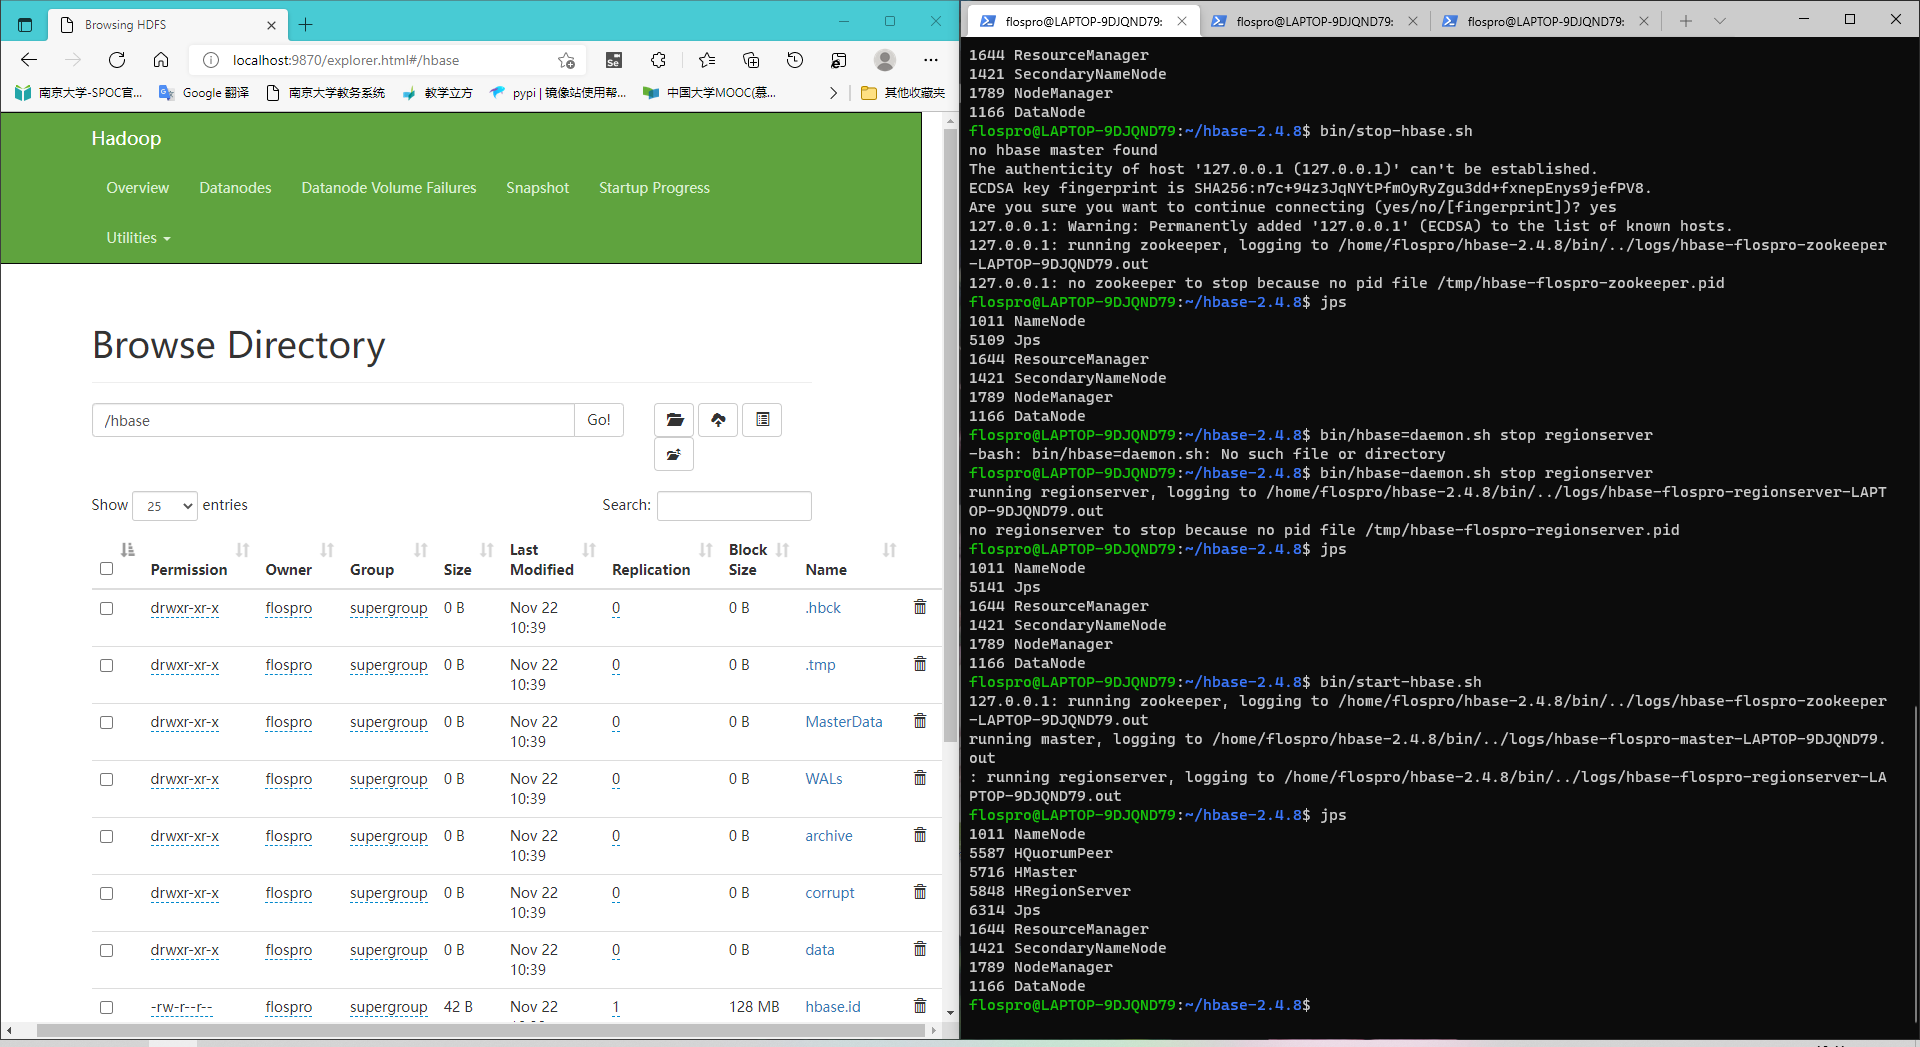 Browsing HDFS
localhost:9870/explorer.html#/hbase
南京大学-SPOC官...
Google 翻译
南京大学教务系统
教学立方
pypi | 镜像站使用帮...
中国大学MOOC(慕...
其他收藏夹
Hadoop
Overview Datanodes Datanode Volume Failures Snapshot Startup Progress
Utilities
Browse Directory
/hbase Go!
Show 25 entries Search:
Permission Owner Group Size Last Modified Replication Block Size Name
drwxr-xr-x flospro supergroup 0 B Nov 22 10:39 0 0 B .hbck
drwxr-xr-x flospro supergroup 0 B Nov 22 10:39 0 0 B .tmp
drwxr-xr-x flospro supergroup 0 B Nov 22 10:39 0 0 B MasterData
drwxr-xr-x flospro supergroup 0 B Nov 22 10:39 0 0 B WALs
drwxr-xr-x flospro supergroup 0 B Nov 22 10:39 0 0 B archive
drwxr-xr-x flospro supergroup 0 B Nov 22 10:39 0 0 B corrupt
drwxr-xr-x flospro supergroup 0 B Nov 22 10:39 0 0 B data
-rw-r--r-- flospro supergroup 42 B Nov 22 1 128 MB hbase.id
flospro@LAPTOP-9DJQND79: flospro@LAPTOP-9DJQND79: flospro@LAPTOP-9DJQND79:
1644 ResourceManager
1421 SecondaryNameNode
1789 NodeManager
1166 DataNode
flospro@LAPTOP-9DJQND79:~/hbase-2.4.8$ bin/stop-hbase.sh
no hbase master found
The authenticity of host '127.0.0.1 (127.0.0.1)' can't be established.
ECDSA key fingerprint is SHA256:n7c+94z3JqNYtPfmOyRyZgu3dd+fxnepEnys9jefPV8.
Are you sure you want to continue connecting (yes/no/[fingerprint])? yes
127.0.0.1: Warning: Permanently added '127.0.0.1' (ECDSA) to the list of known hosts.
127.0.0.1: running zookeeper, logging to /home/flospro/hbase-2.4.8/bin/../logs/hbase-flospro-zookeeper
-LAPTOP-9DJQND79.out
127.0.0.1: no zookeeper to stop because no pid file /tmp/hbase-flospro-zookeeper.pid
flospro@LAPTOP-9DJQND79:~/hbase-2.4.8$ jps
1011 NameNode
5109 Jps
1644 ResourceManager
1421 SecondaryNameNode
1789 NodeManager
1166 DataNode
flospro@LAPTOP-9DJQND79:~/hbase-2.4.8$ bin/hbase=daemon.sh stop regionserver
-bash: bin/hbase=daemon.sh: No such file or directory
flospro@LAPTOP-9DJQND79:~/hbase-2.4.8$ bin/hbase-daemon.sh stop regionserver
running regionserver, logging to /home/flospro/hbase-2.4.8/bin/../logs/hbase-flospro-regionserver-LAPT
OP-9DJQND79.out
no regionserver to stop because no pid file /tmp/hbase-flospro-regionserver.pid
flospro@LAPTOP-9DJQND79:~/hbase-2.4.8$ jps
1011 NameNode
5141 Jps
1644 ResourceManager
1421 SecondaryNameNode
1789 NodeManager
1166 DataNode
flospro@LAPTOP-9DJQND79:~/hbase-2.4.8$ bin/start-hbase.sh
127.0.0.1: running zookeeper, logging to /home/flospro/hbase-2.4.8/bin/../logs/hbase-flospro-zookeeper
-LAPTOP-9DJQND79.out
running master, logging to /home/flospro/hbase-2.4.8/bin/../logs/hbase-flospro-master-LAPTOP-9DJQND79.
out
: running regionserver, logging to /home/flospro/hbase-2.4.8/bin/../logs/hbase-flospro-regionserver-LA
PTOP-9DJQND79.out
flospro@LAPTOP-9DJQND79:~/hbase-2.4.8$ jps
1011 NameNode
5587 HQuorumPeer
5716 HMaster
5848 HRegionServer
6314 Jps
1644 ResourceManager
1421 SecondaryNameNode
1789 NodeManager
1166 DataNode
flospro@LAPTOP-9DJQND79:~/hbase-2.4.8$